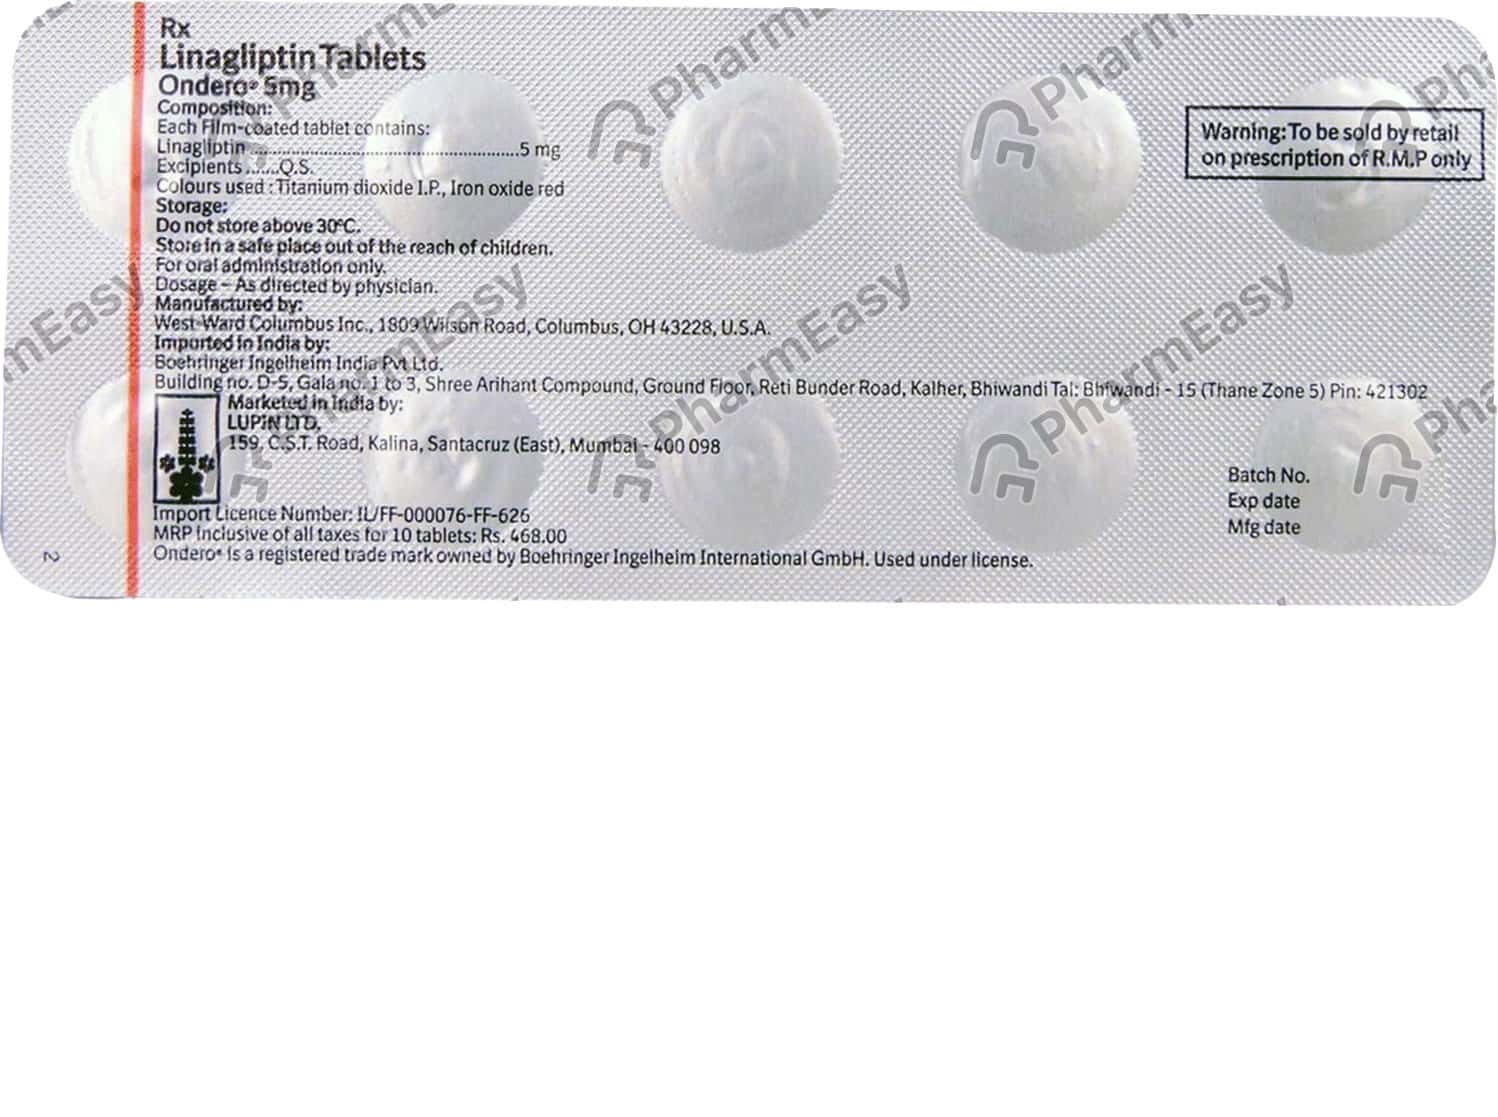 Rx
Linagliptin Tablets
Ondero® 5mg
Composition:
Each Film-coated tablet contains:
Linagliptin ..................................................................5 mg
Excipients .......Q.S.
Colours used : Titanium dioxide I.P., Iron oxide red
Storage:
Do not store above 30°C.
Store in a safe place out of the reach of children.
For oral administration only.
Dosage – As directed by physician.
Manufactured by:
West-Ward Columbus Inc., 1809 Wilson Road, Columbus, OH 43228, U.S.A.
Imported in India by:
Boehringer Ingelheim India Pvt Ltd.
Building no. D-5, Gala no. 1 to 3, Shree Arihant Compound, Ground Floor, Reti Bunder Road, Kalher, Bhiwandi Tal: Bhiwandi - 15 (Thane Zone 5) Pin: 421302
Marketed in India by:
LUPIN LTD.
159, C.S.T. Road, Kalina, Santacruz (East), Mumbai - 400 098
Import Licence Number: IL/FF-000076-FF-626
MRP inclusive of all taxes for 10 tablets: Rs. 468.00
Ondero® is a registered trade mark owned by Boehringer Ingelheim International GmbH. Used under license.
2
Warning: To be sold by retail
on prescription of R.M.P only
Batch No.
Exp date
Mfg date
PharmEasy
PharmEasy
PharmEasy